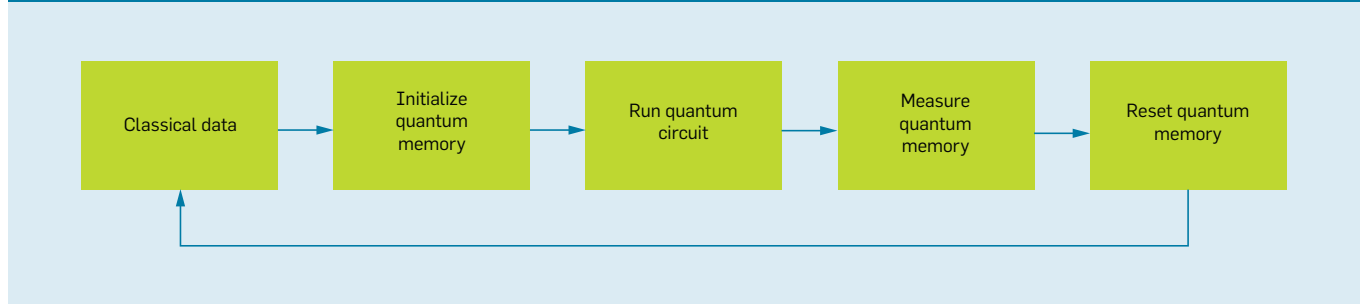 Classical data
Initialize
quantum
memory
Run quantum
circuit
Measure
quantum
memory
Reset quantum
memory